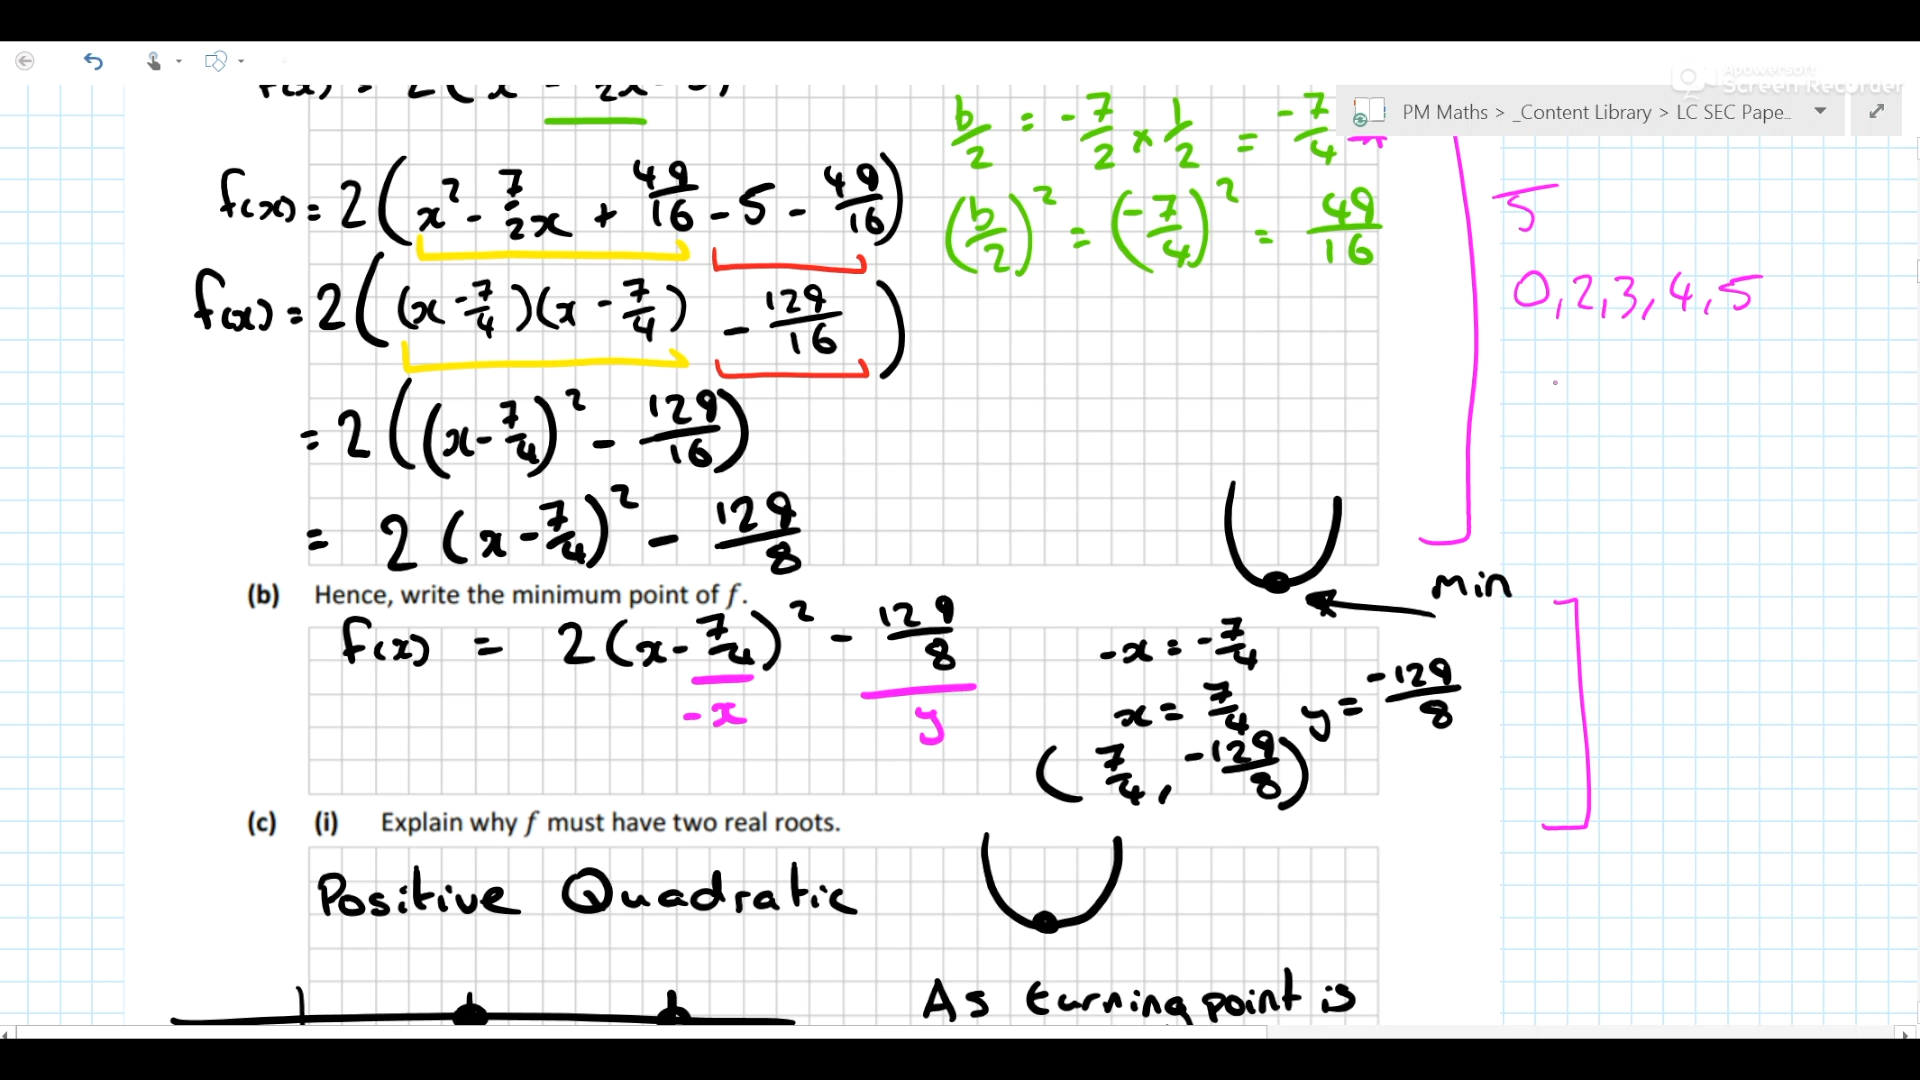 PM Maths > _Content Library > LC SEC Pape...
Apowersoft
Screen Recorder
b/2 = -7/2 × 1/2 = -7/4
f(x) = 2(x² - 7/2x + 49/16 - 5 - 49/16)
(b/2)² = (-7/4)² = 49/16
5
0,2,3,4,5
f(x) = 2((x - 7/4)(x - 7/4) - 129/16)
= 2((x - 7/4)² - 129/16)
= 2(x - 7/4)² - 129/8
Min
(b) Hence, write the minimum point of f.
f(x) = 2(x - 7/4)² - 129/8
-x
y
-x = -7/4
x = 7/4 y = -129/8
(7/4, -129/8)
(c) (i) Explain why f must have two real roots.
Positive Quadratic
As turning point is